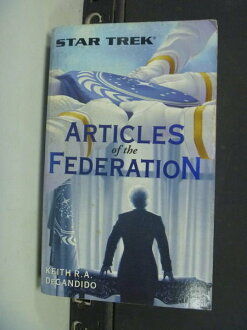 STAR TREK®
ARTICLES
of the
FEDERATION
KEITH R.A.
DeCANDIDO